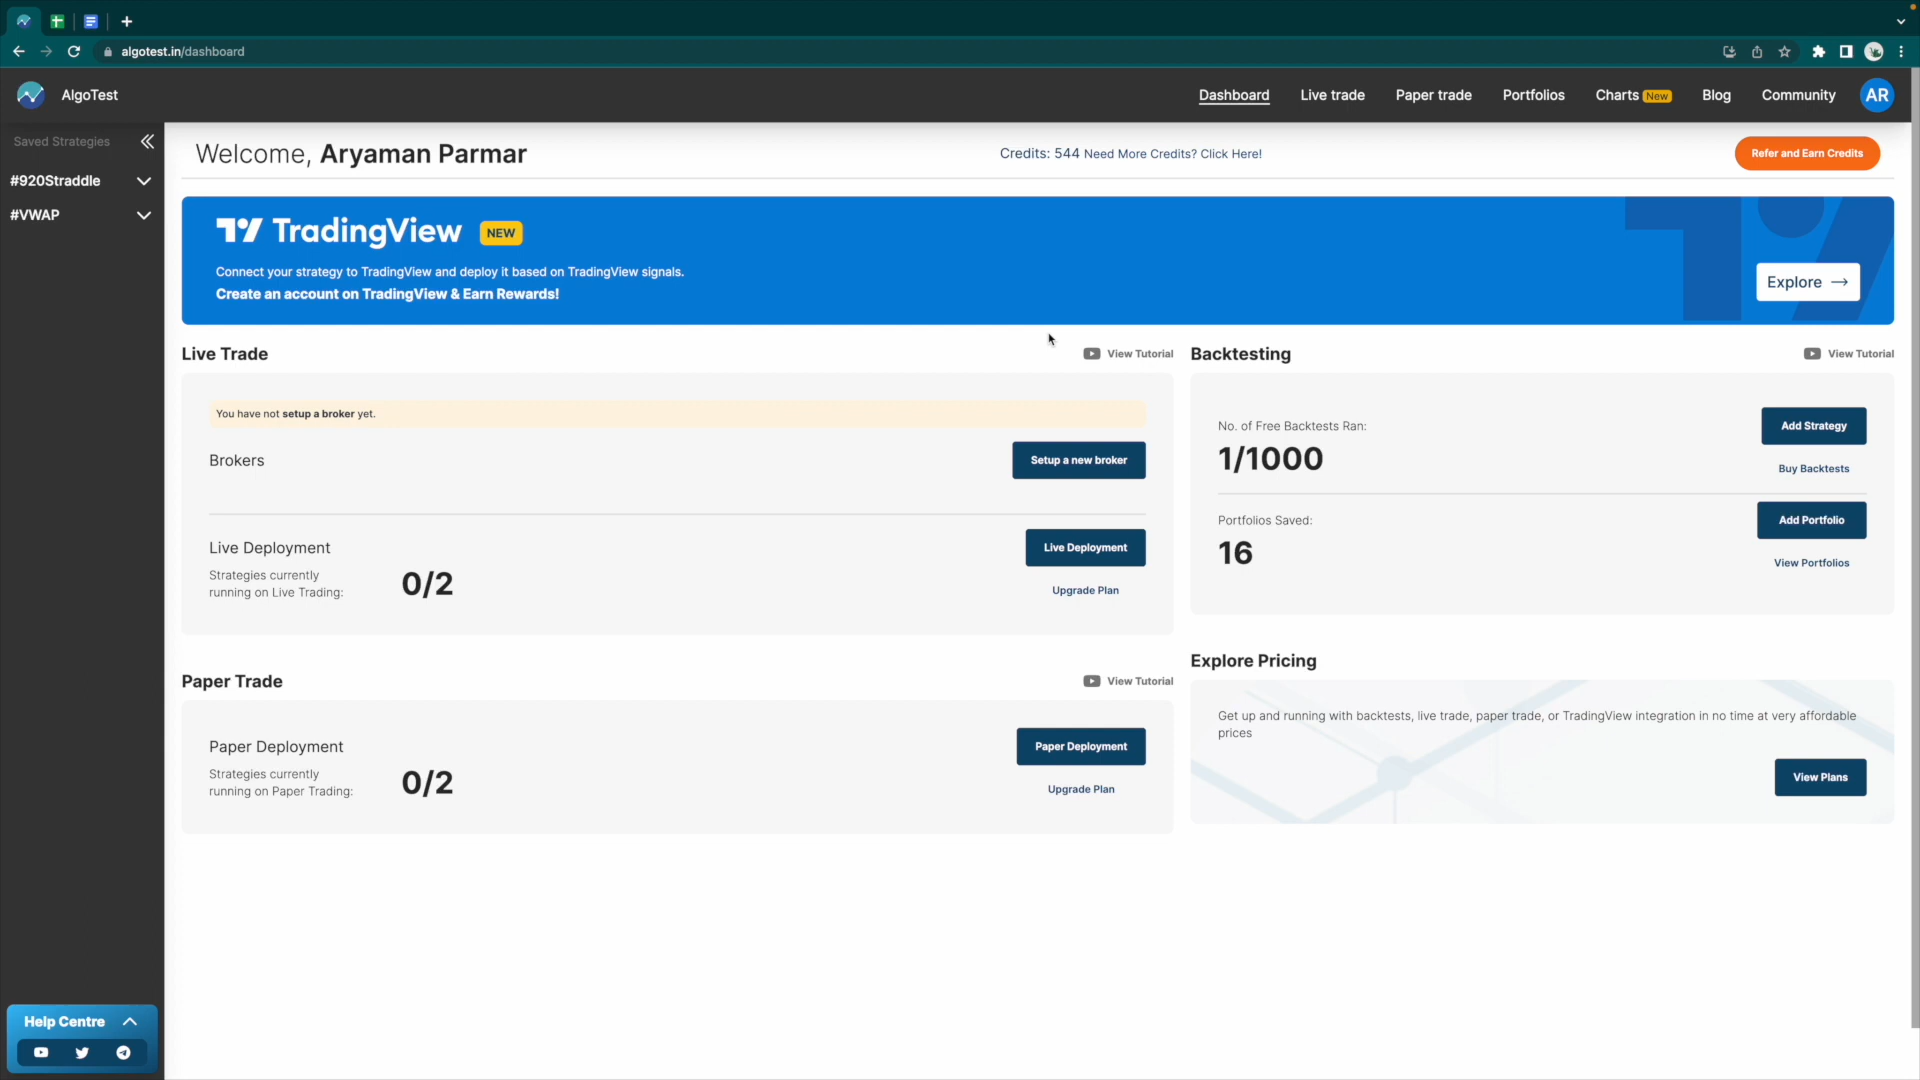 algotest.in/dashboard
AlgoTest
Dashboard
Live trade
Paper trade
Portfolios
Charts New
Blog
Community
AR
Saved Strategies
#920Straddle
#VWAP
Welcome, Aryaman Parmar
Credits: 544 Need More Credits? Click Here!
Refer and Earn Credits
TradingView NEW
Connect your strategy to TradingView and deploy it based on TradingView signals.
Create an account on TradingView & Earn Rewards!
Explore →
Live Trade
View Tutorial
You have not setup a broker yet.
Brokers
Setup a new broker
Live Deployment
Live Deployment
Strategies currently
running on Live Trading:
0/2
Upgrade Plan
Backtesting
View Tutorial
No. of Free Backtests Ran:
1/1000
Add Strategy
Buy Backtests
Portfolios Saved:
16
Add Portfolio
View Portfolios
Paper Trade
View Tutorial
Paper Deployment
Paper Deployment
Strategies currently
running on Paper Trading:
0/2
Upgrade Plan
Explore Pricing
Get up and running with backtests, live trade, paper trade, or TradingView integration in no time at very affordable
prices
View Plans
Help Centre